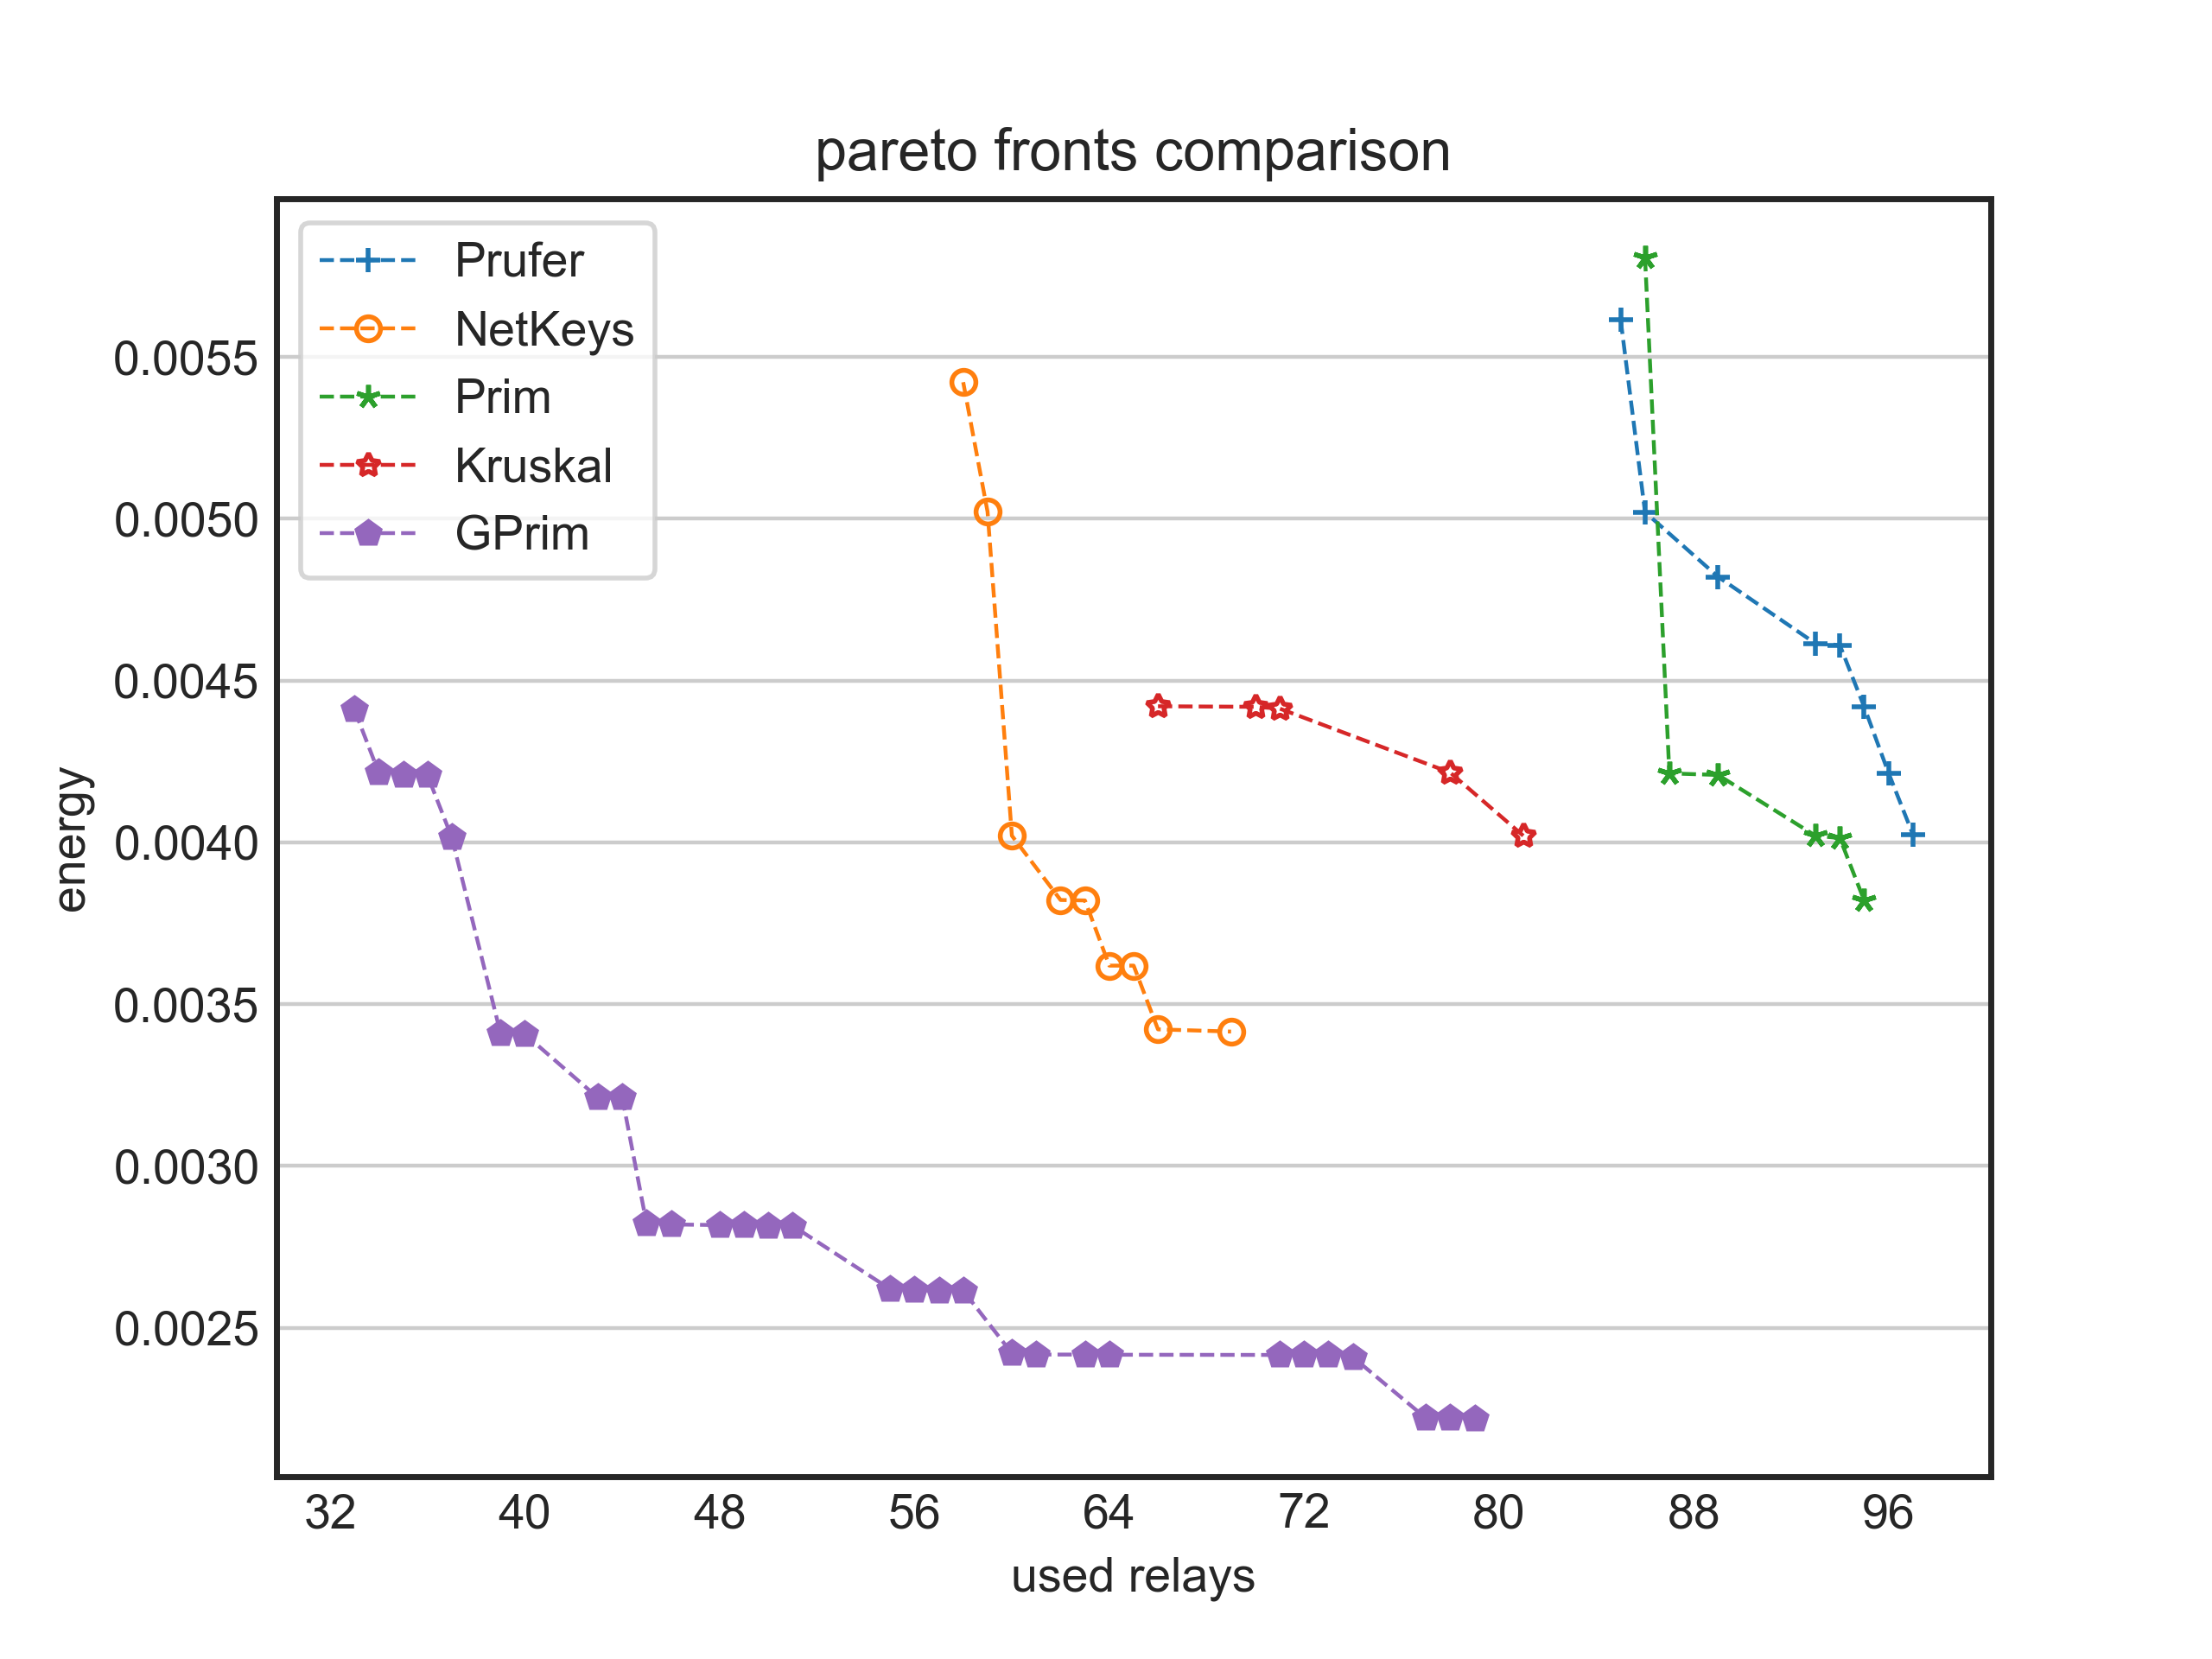 pareto fronts comparison
Prufer
NetKeys
Prim
Kruskal
GPrim
0.0055
0.0050
0.0045
0.0040
0.0035
0.0030
0.0025
energy
32 40 48 56 64 72 80 88 96
used relays